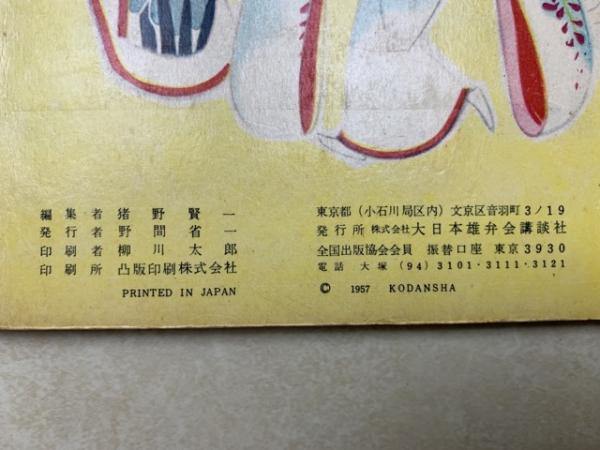 編集者 猪野賢一
発行者 野間省一
印刷者 柳川太郎
印刷所 凸版印刷株式会社
PRINTED IN JAPAN
東京都（小石川局区内）文京区音羽町3ノ19
発行所 株式会社 大日本雄弁会講談社
全国出版協会会員 振替口座 東京3930
電話 大塚（94）3101・3111・3121
© 1957 KODANSHA